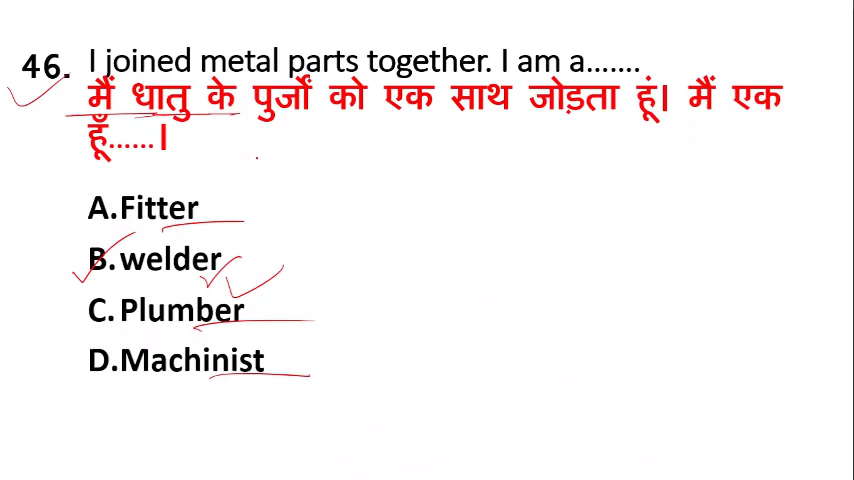 46. I joined metal parts together. I am a.......
मैं धातु के पुर्जों को एक साथ जोड़ता हूं। मैं एक
हूँ......।
A.Fitter
B.welder
C.Plumber
D.Machinist